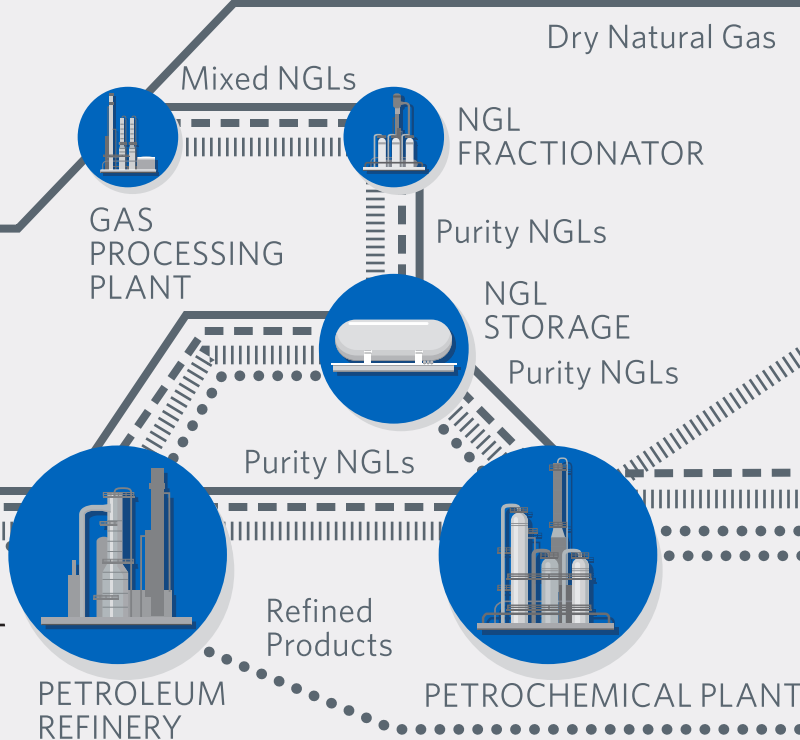 Dry Natural Gas
Mixed NGLs
NGL
FRACTIONATOR
GAS
PROCESSING
PLANT
Purity NGLs
NGL
STORAGE
Purity NGLs
Purity NGLs
Refined
Products
PETROLEUM
REFINERY
PETROCHEMICAL PLANT